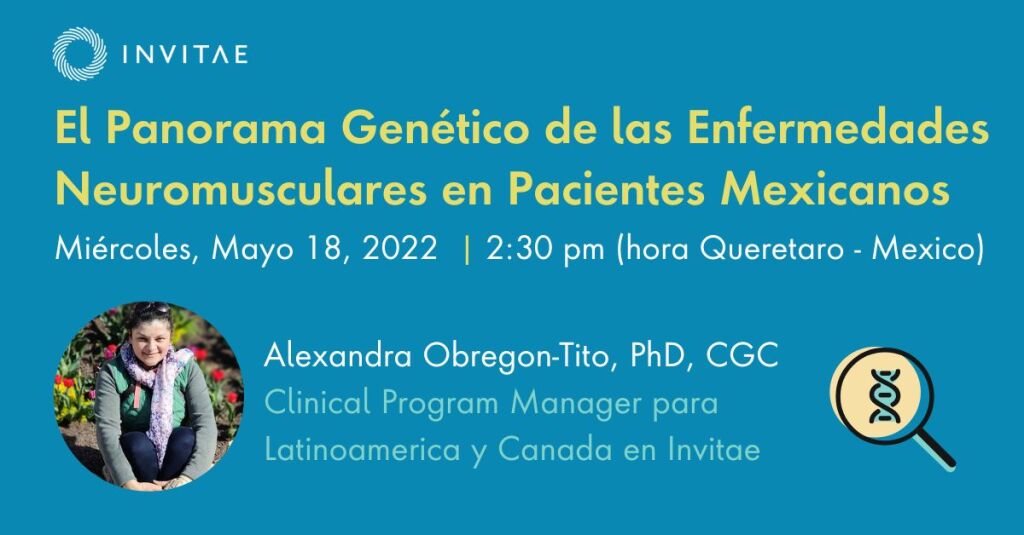 INVITAE
El Panorama Genético de las Enfermedades
Neuromusculares en Pacientes Mexicanos
Miércoles, Mayo 18, 2022 | 2:30 pm (hora Queretaro - Mexico)
Alexandra Obregon-Tito, PhD, CGC
Clinical Program Manager para
Latinoamerica y Canada en Invitae